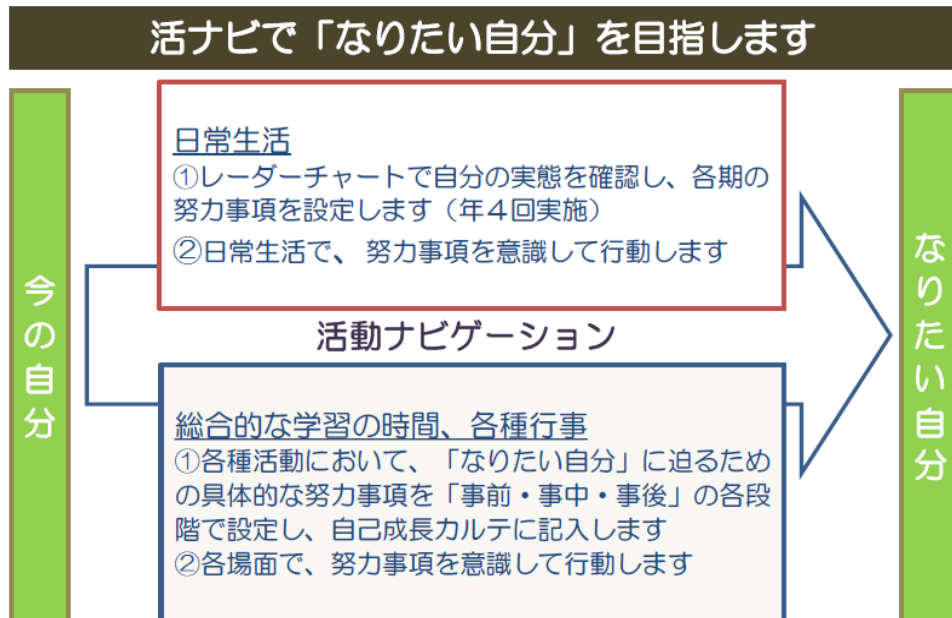 活ナビで「なりたい自分」を目指します
今の自分
日常生活
①レーダーチャートで自分の実態を確認し、各期の
努力事項を設定します（年４回実施）
②日常生活で、 努力事項を意識して行動します
活動ナビゲーション
総合的な学習の時間、各種行事
①各種活動において、「なりたい自分」に迫るため
の具体的な努力事項を「事前・事中・事後」の各段
階で設定し、自己成長カルテに記入します
②各場面で、努力事項を意識して行動します
なりたい自分